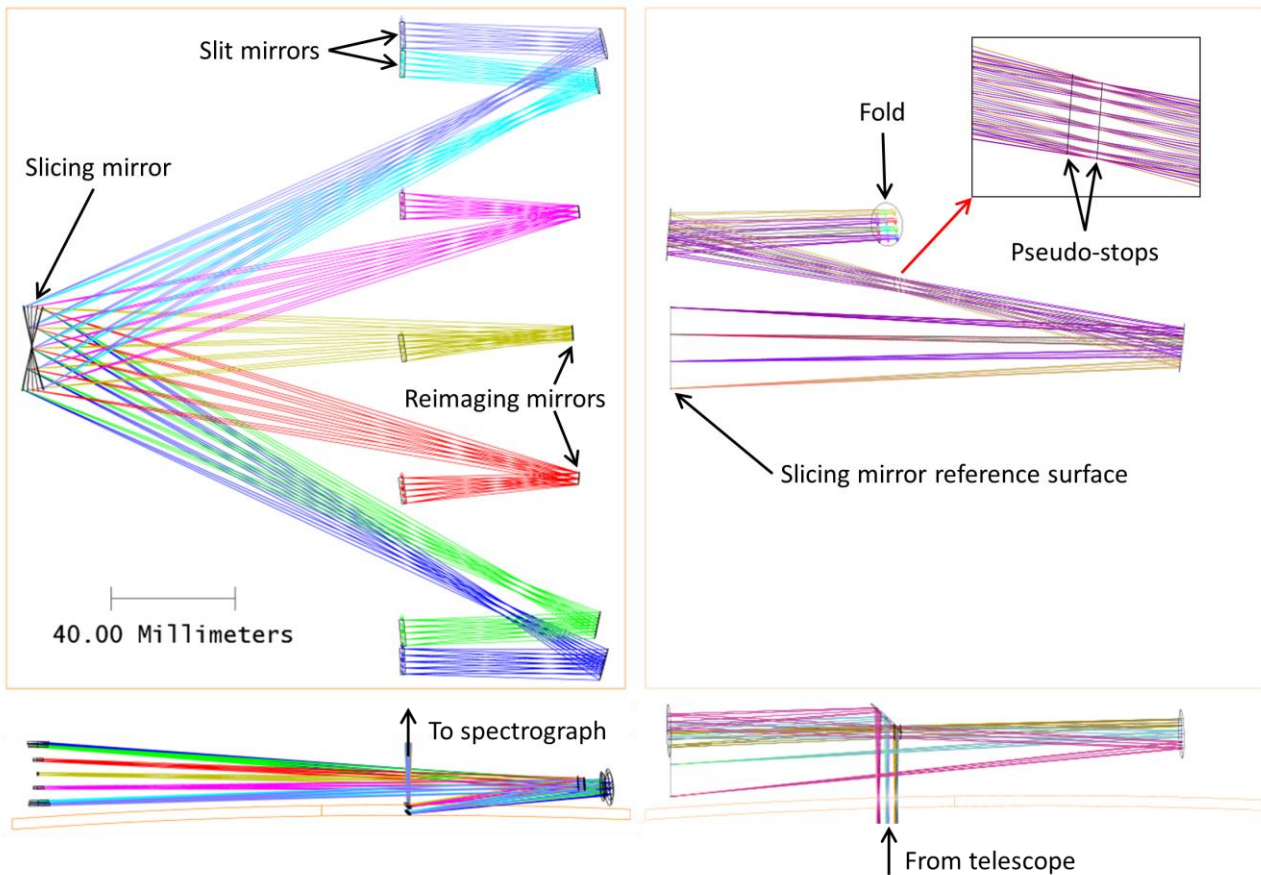 Slit mirrors
Slicing mirror
Reimaging mirrors
40.00 Millimeters
Fold
Pseudo-stops
Slicing mirror reference surface
To spectrograph
From telescope